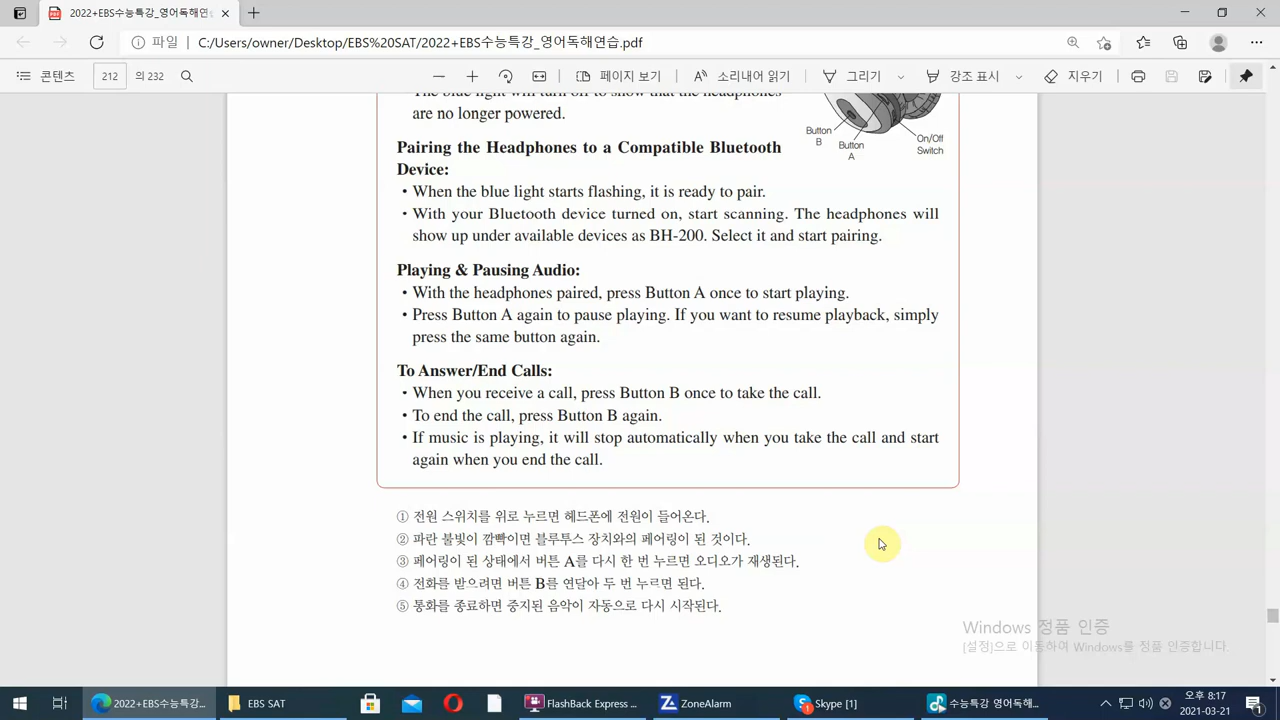 2022+EBS수능특강_영어독해연
파일
C:/Users/owner/Desktop/EBS%20SAT/2022+EBS수능특강_영어독해연습.pdf
콘텐츠
212
의 232
페이지 보기
소리내어 읽기
그리기
강조 표시
지우기
The blue light will turn off to show that the headphones
are no longer powered.
Button
B
Button
A
On/Off
Switch
Pairing the Headphones to a Compatible Bluetooth
Device:
• When the blue light starts flashing, it is ready to pair.
• With your Bluetooth device turned on, start scanning. The headphones will
show up under available devices as BH-200. Select it and start pairing.
Playing & Pausing Audio:
• With the headphones paired, press Button A once to start playing.
• Press Button A again to pause playing. If you want to resume playback, simply
press the same button again.
To Answer/End Calls:
• When you receive a call, press Button B once to take the call.
• To end the call, press Button B again.
• If music is playing, it will stop automatically when you take the call and start
again when you end the call.
① 전원 스위치를 위로 누르면 헤드폰에 전원이 들어온다.
② 파란 불빛이 깜빡이면 블루투스 장치와의 페어링이 된 것이다.
③ 페어링이 된 상태에서 버튼 A를 다시 한 번 누르면 오디오가 재생된다.
④ 전화를 받으려면 버튼 B를 연달아 두 번 누르면 된다.
⑤ 통화를 종료하면 중지된 음악이 자동으로 다시 시작된다.
Windows 정품 인증
[설정]으로 이동하여 Windows를 정품 인증합니다.
2022+EBS수능특강_...
EBS SAT
FlashBack Express ...
ZoneAlarm
Skype [1]
수능특강 영어독해...
오후 8:17
2021-03-21